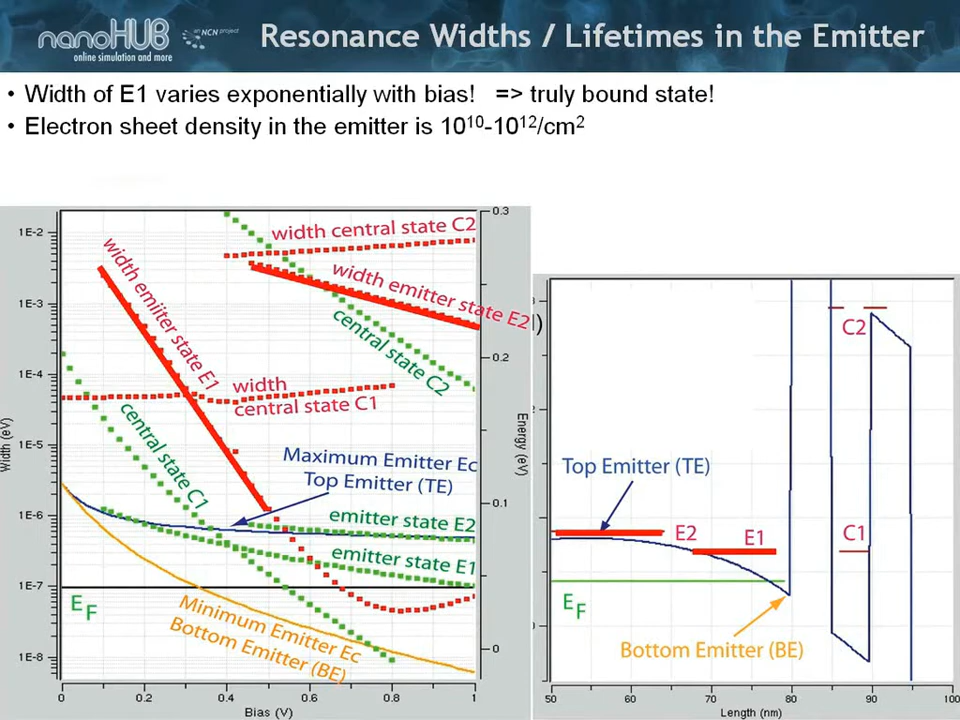 nanoHUB
an NCN project
online simulation and more
Resonance Widths / Lifetimes in the Emitter
• Width of E1 varies exponentially with bias! => truly bound state!
• Electron sheet density in the emitter is 10¹⁰-10¹²/cm²
1E-2
1E-3
1E-4
1E-5
1E-6
1E-7
1E-8
Width (eV)
width emiiter state E1
width central state C2
width emitter state E2
central state C2
width
central state C1
central state C1
Maximum Emitter Ec
Top Emitter (TE)
emitter state E2
emitter state E1
E_F
Minimum Emitter Ec
Bottom Emitter (BE)
0.3
0.2
0.1
0
0
0.2
0.4
0.6
0.8
1
Bias (V)
)
Energy (eV)
C2
Top Emitter (TE)
E2
E1
C1
E_F
Bottom Emitter (BE)
50
60
70
80
90
100
Length (nm)